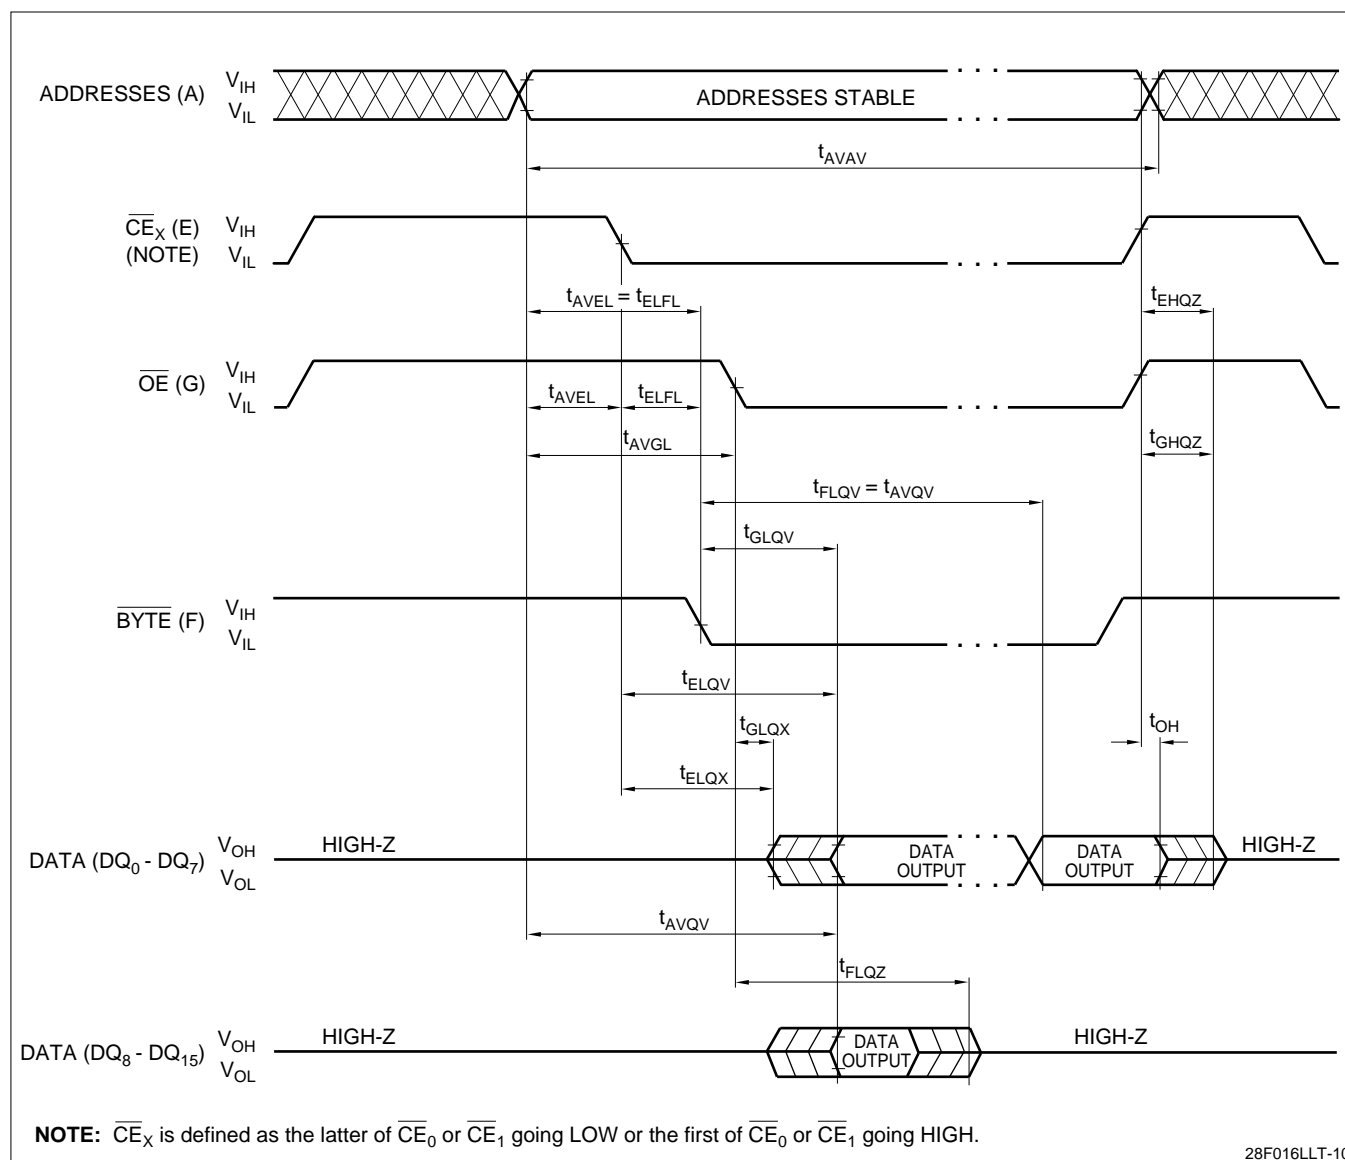 ADDRESSES (A) VIH
VIL
ADDRESSES STABLE
tAVAV
CEX (E) VIH
(NOTE) VIL
tAVEL = tELFL
tEHQZ
OE (G) VIH
VIL
tAVEL tELFL
tAVGL
tGHQZ
tFLQV = tAVQV
tGLQV
BYTE (F) VIH
VIL
tELQV
tGLQX
tOH
tELQX
DATA (DQ0 - DQ7) VOH
VOL
HIGH-Z
DATA
OUTPUT
DATA
OUTPUT
HIGH-Z
tAVQV
tFLQZ
DATA (DQ8 - DQ15) VOH
VOL
HIGH-Z
DATA
OUTPUT
HIGH-Z
NOTE: CEX is defined as the latter of CE0 or CE1 going LOW or the first of CE0 or CE1 going HIGH.
28F016LLT-10